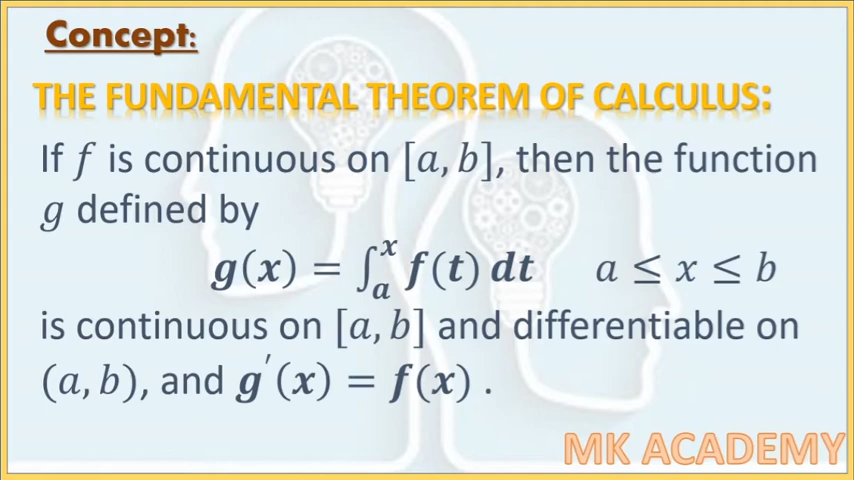 Concept:
THE FUNDAMENTAL THEOREM OF CALCULUS:
If f is continuous on [a, b], then the function
g defined by
g(x) = ∫ₐˣ f(t) dt a ≤ x ≤ b
is continuous on [a, b] and differentiable on
(a, b), and g′(x) = f(x) .
MK ACADEMY